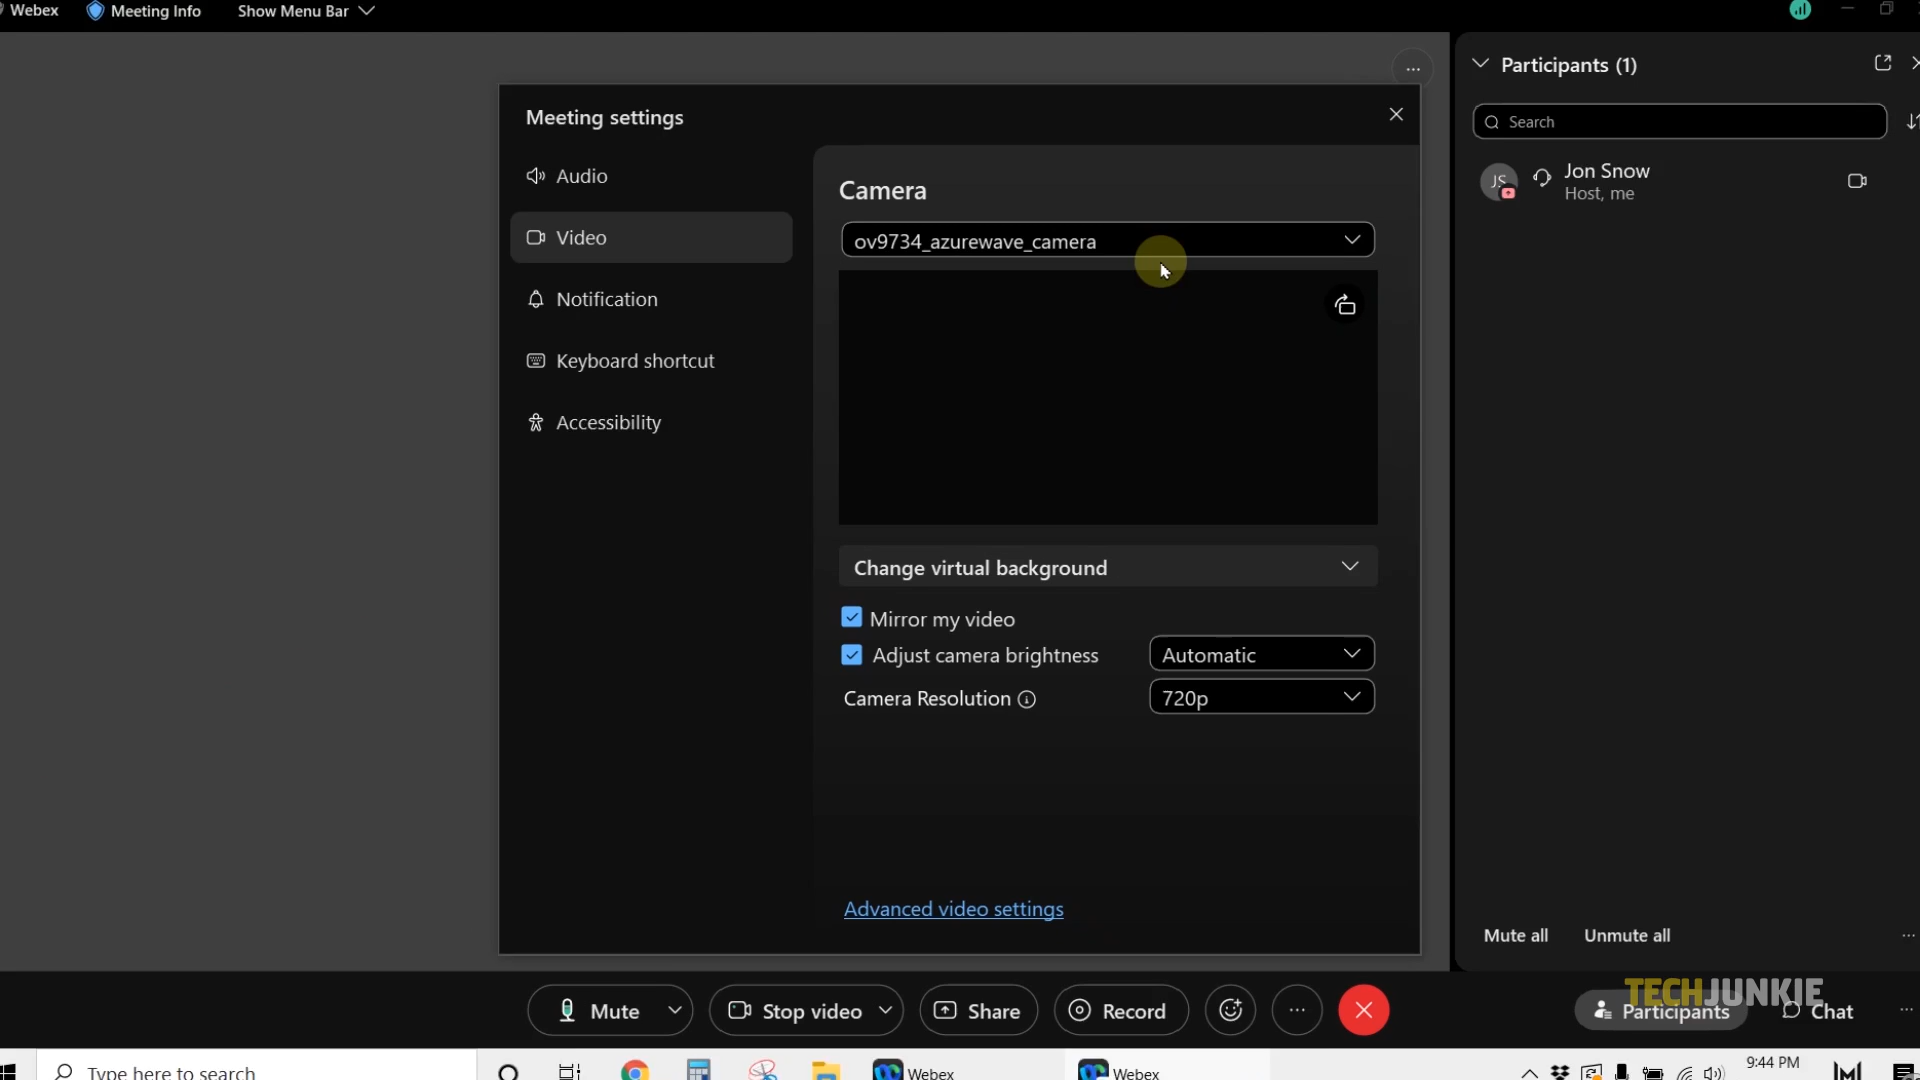 Webex
Meeting Info
Show Menu Bar
Participants (1)
Meeting settings
Search
Audio
Camera
JS
Jon Snow
Host, me
Video
ov9734_azurewave_camera
Notification
Keyboard shortcut
Accessibility
Change virtual background
Mirror my video
Adjust camera brightness
Automatic
Camera Resolution
720p
Advanced video settings
Mute all
Unmute all
TECHJUNKIE
Mute
Stop video
Share
Record
Participants
Chat
Type here to search
Webex
Webex
9:44 PM